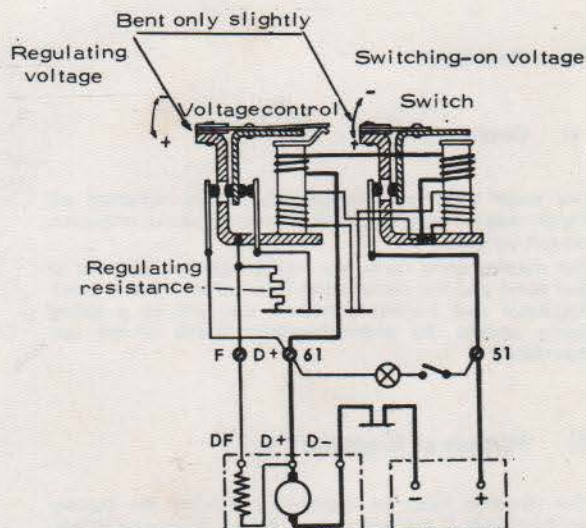 Bent only slightly
Regulating
voltage
Switching-on voltage
-
Voltage control
-
Switch
+
+
Regulating
resistance
F D+ 61
51
DF D+ D-
- +